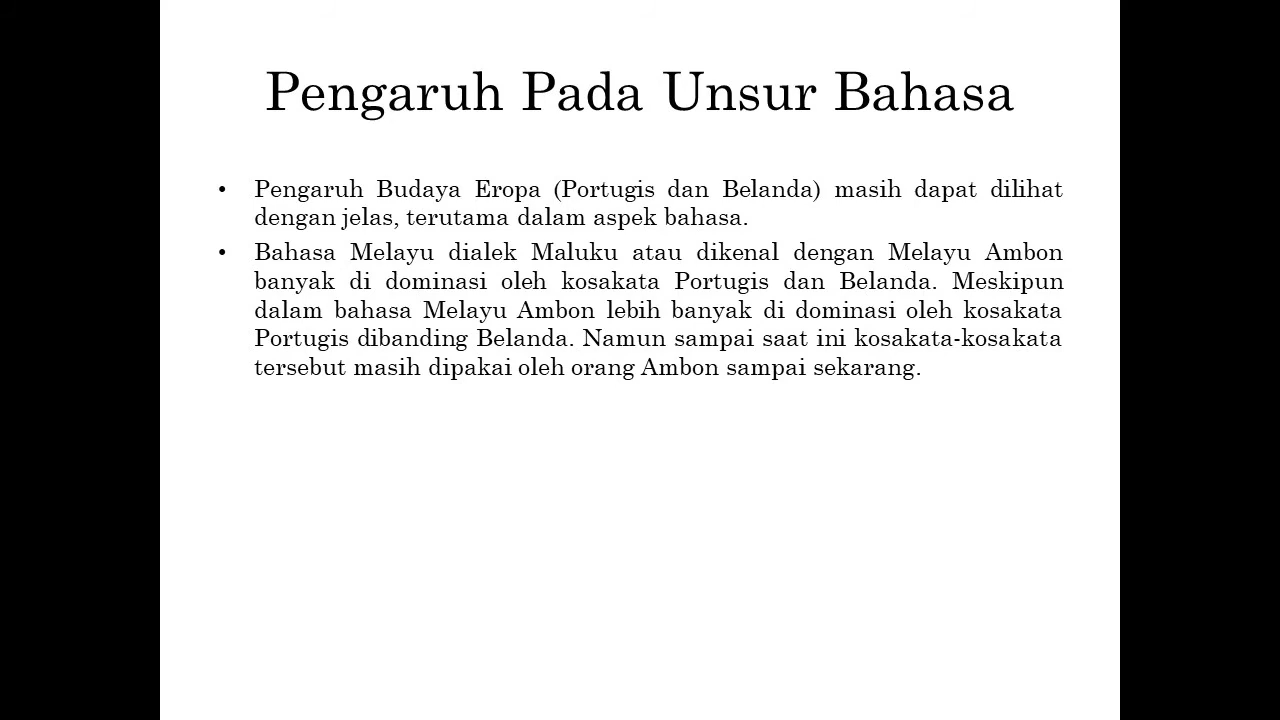 Pengaruh Pada Unsur Bahasa
• Pengaruh Budaya Eropa (Portugis dan Belanda) masih dapat dilihat
dengan jelas, terutama dalam aspek bahasa.
• Bahasa Melayu dialek Maluku atau dikenal dengan Melayu Ambon
banyak di dominasi oleh kosakata Portugis dan Belanda. Meskipun
dalam bahasa Melayu Ambon lebih banyak di dominasi oleh kosakata
Portugis dibanding Belanda. Namun sampai saat ini kosakata-kosakata
tersebut masih dipakai oleh orang Ambon sampai sekarang.